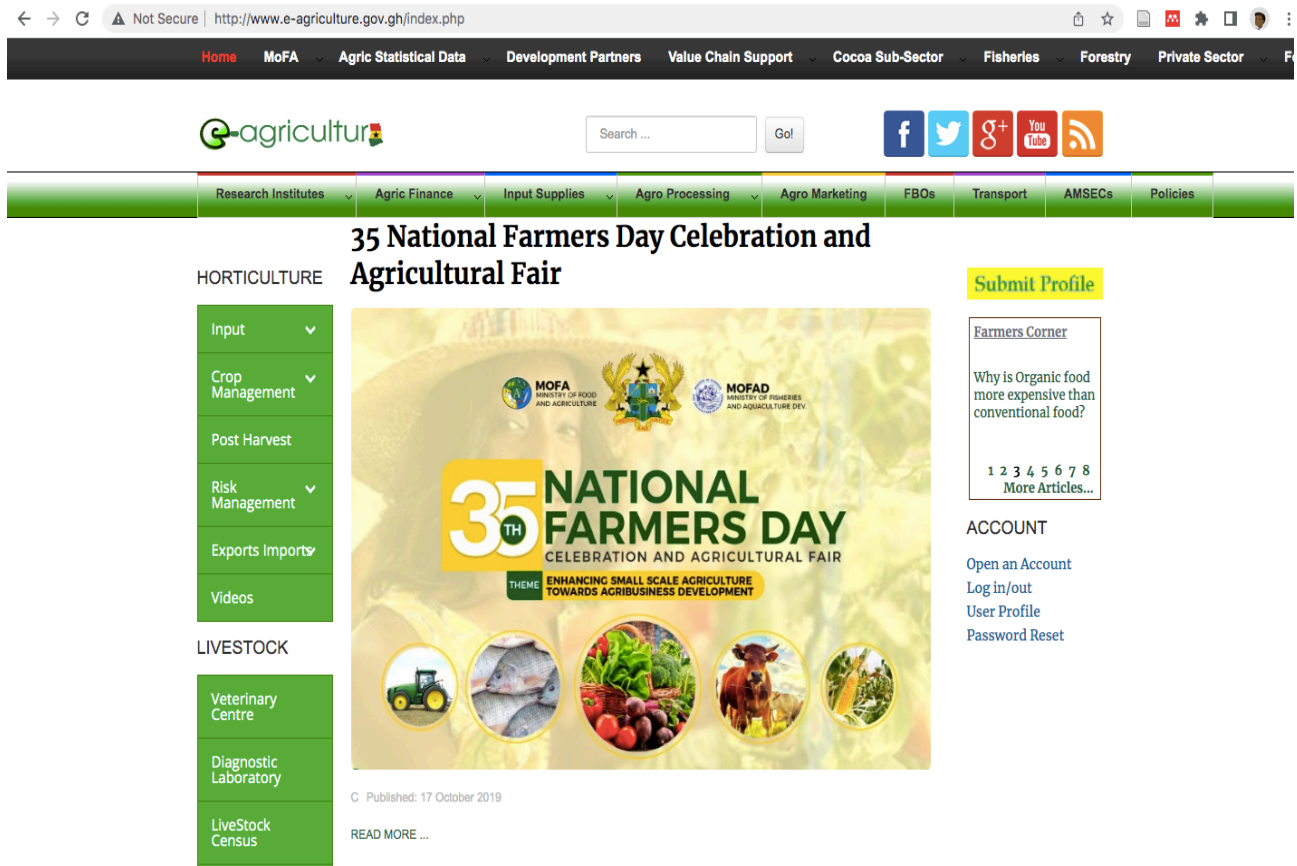 Not Secure | http://www.e-agriculture.gov.gh/index.php
Home MoFA Agric Statistical Data Development Partners Value Chain Support Cocoa Sub-Sector Fisheries Forestry Private Sector
e-agriculture
Search ... Go!
f g+ You Tube
Research Institutes Agric Finance Input Supplies Agro Processing Agro Marketing FBOs Transport AMSECs Policies
35 National Farmers Day Celebration and
Agricultural Fair
HORTICULTURE
Input
Crop
Management
Post Harvest
Risk
Management
Exports Imports
Videos
LIVESTOCK
Veterinary
Centre
Diagnostic
Laboratory
LiveStock
Census
MOFA
MINISTRY OF FOOD
AND AGRICULTURE
MOFAD
MINISTRY OF FISHERIES
AND AQUACULTURE DEV.
35TH NATIONAL
FARMERS DAY
CELEBRATION AND AGRICULTURAL FAIR
THEME ENHANCING SMALL SCALE AGRICULTURE
TOWARDS AGRIBUSINESS DEVELOPMENT
C Published: 17 October 2019
READ MORE ...
Submit Profile
Farmers Corner
Why is Organic food
more expensive than
conventional food?
1 2 3 4 5 6 7 8
More Articles...
ACCOUNT
Open an Account
Log in/out
User Profile
Password Reset